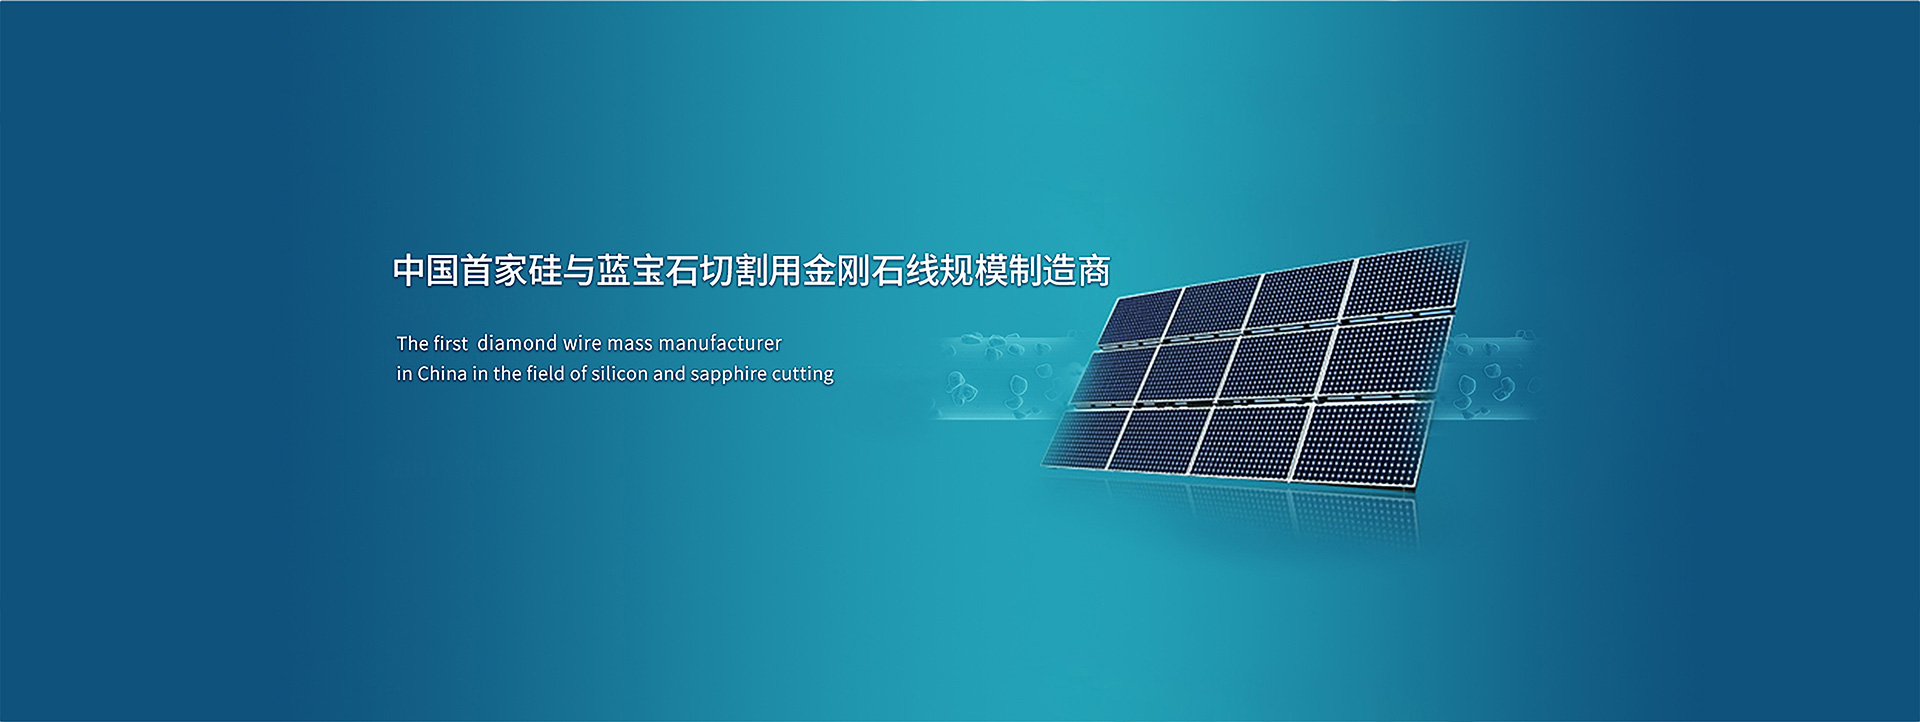 中国首家硅与蓝宝石切割用金刚石线规模制造商
The first diamond wire mass manufacturer
in China in the field of silicon and sapphire cutting